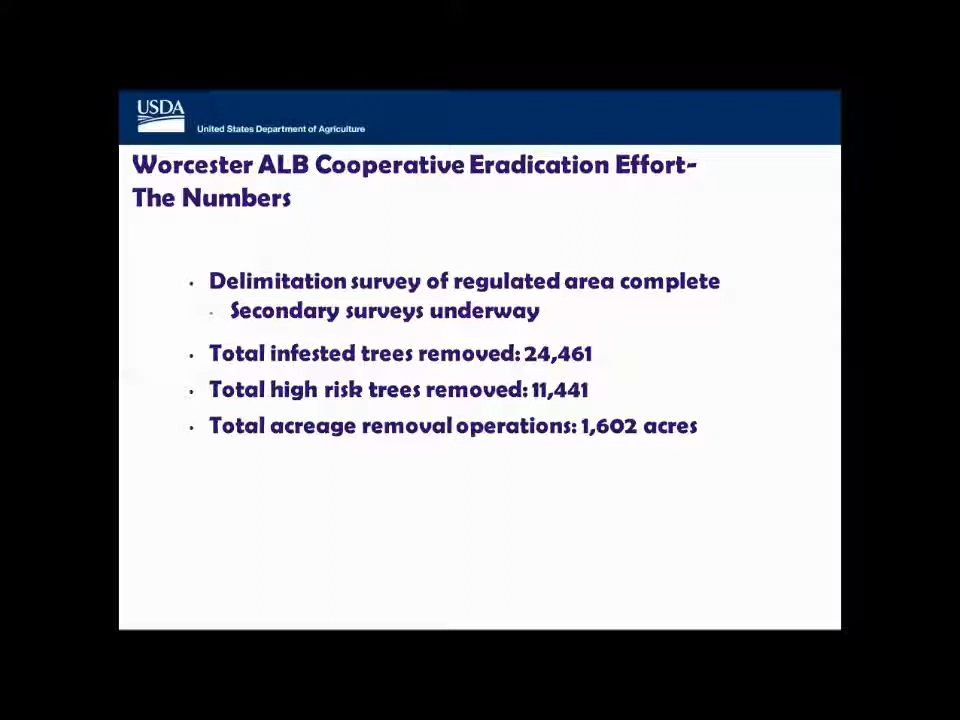 USDA
United States Department of Agriculture
Worcester ALB Cooperative Eradication Effort-
The Numbers
• Delimitation survey of regulated area complete
• Secondary surveys underway
• Total infested trees removed: 24,461
• Total high risk trees removed: 11,441
• Total acreage removal operations: 1,602 acres